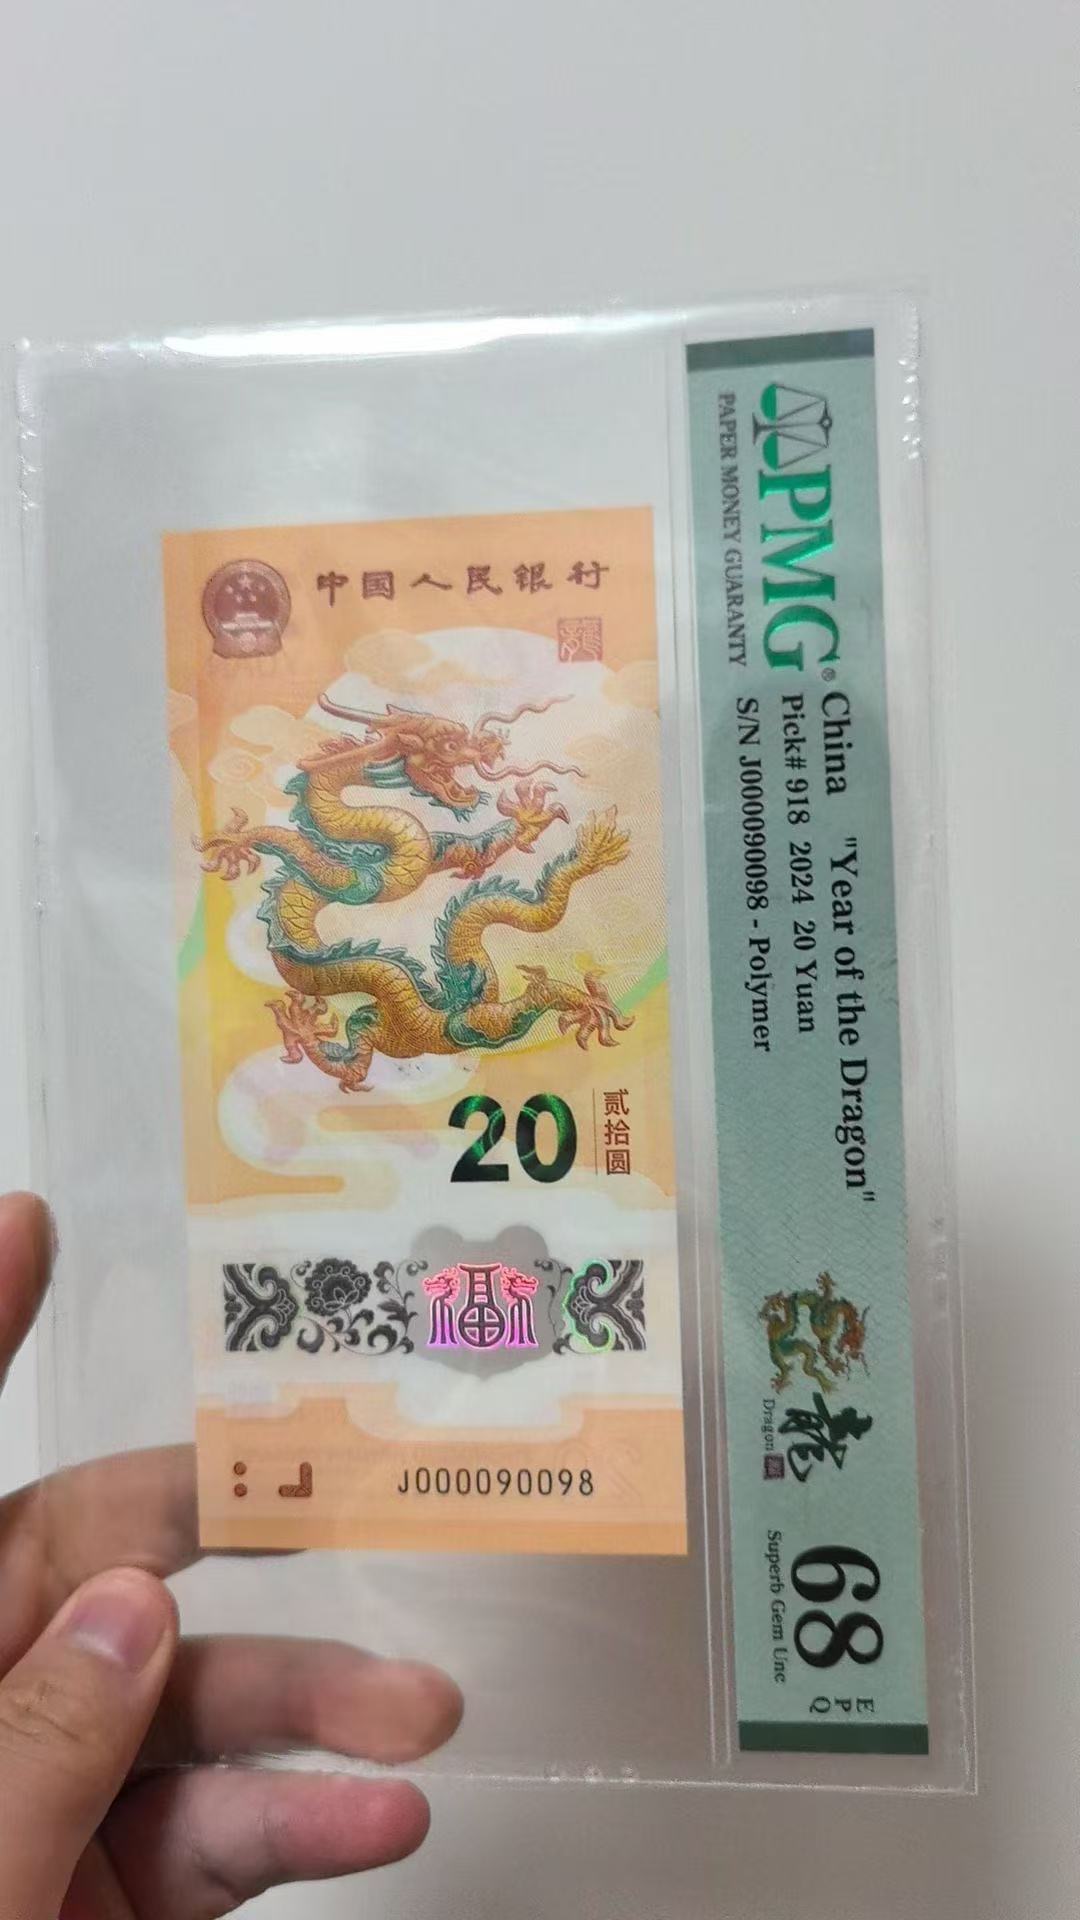 中国人民银行
20
贰拾圆
福
J000090098
PMG®
PAPER MONEY GUARANTY
China "Year of the Dragon"
Pick# 918 2024 20 Yuan
S/N J000090098 - Polymer
龍
Dragon
68
EPQ
Superb Gem Unc